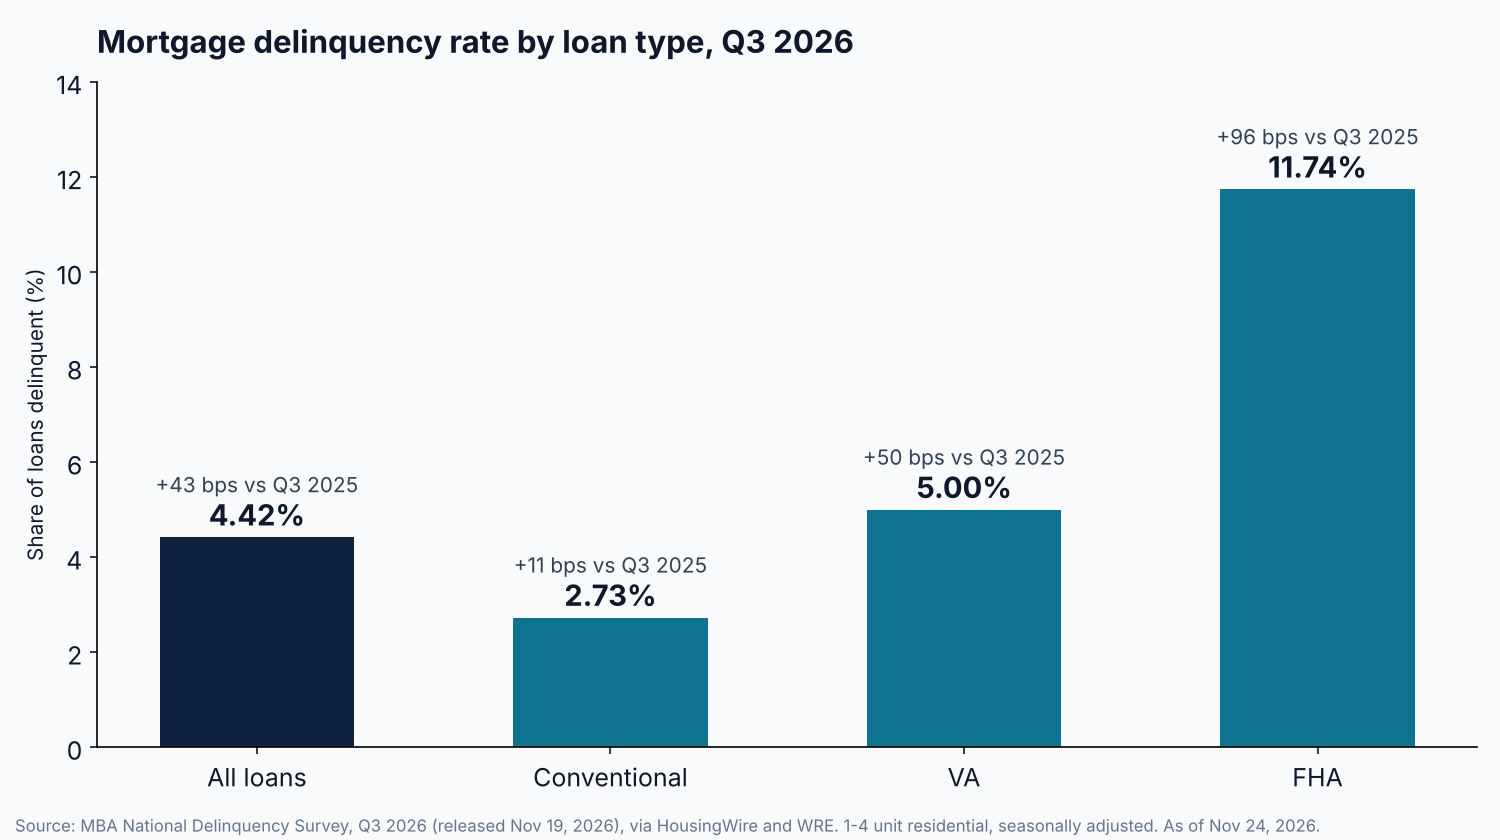 Mortgage delinquency rate by loan type, Q3 2026
14
12
10
8
6
4
2
0
Share of loans delinquent (%)
+43 bps vs Q3 2025
4.42%
+11 bps vs Q3 2025
2.73%
+50 bps vs Q3 2025
5.00%
+96 bps vs Q3 2025
11.74%
All loans
Conventional
VA
FHA
Source: MBA National Delinquency Survey, Q3 2026 (released Nov 19, 2026), via HousingWire and WRE. 1-4 unit residential, seasonally adjusted. As of Nov 24, 2026.